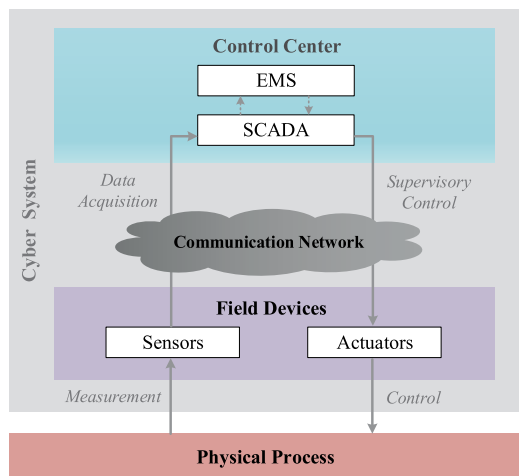 Control Center
EMS
SCADA
Data
Acquisition
Supervisory
Control
Cyber System
Communication Network
Field Devices
Sensors
Actuators
Measurement
Control
Physical Process